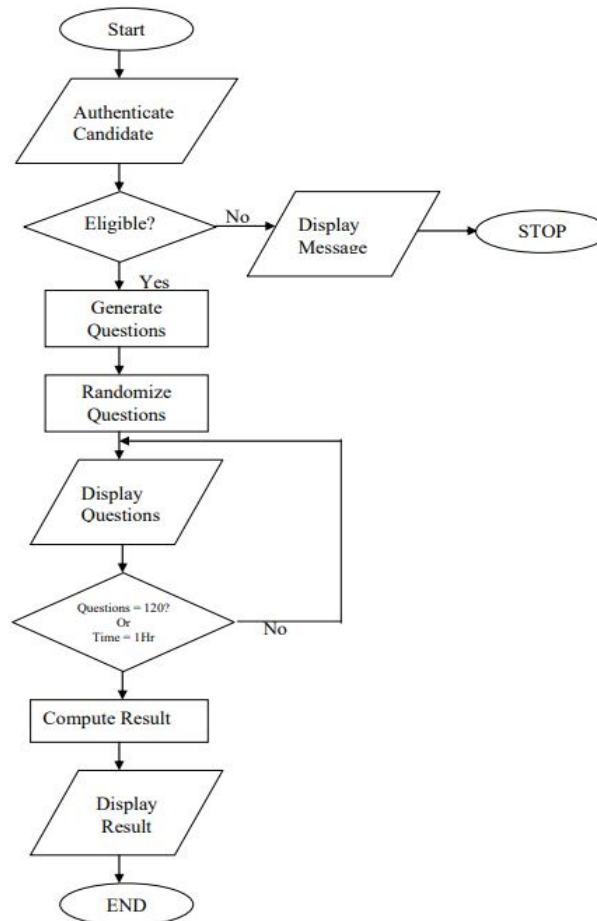 Start
Authenticate
Candidate
Eligible?
No
Display
Message
STOP
Yes
Generate
Questions
Randomize
Questions
Display
Questions
Questions = 120?
Or
Time = 1Hr
No
Compute Result
Display
Result
END